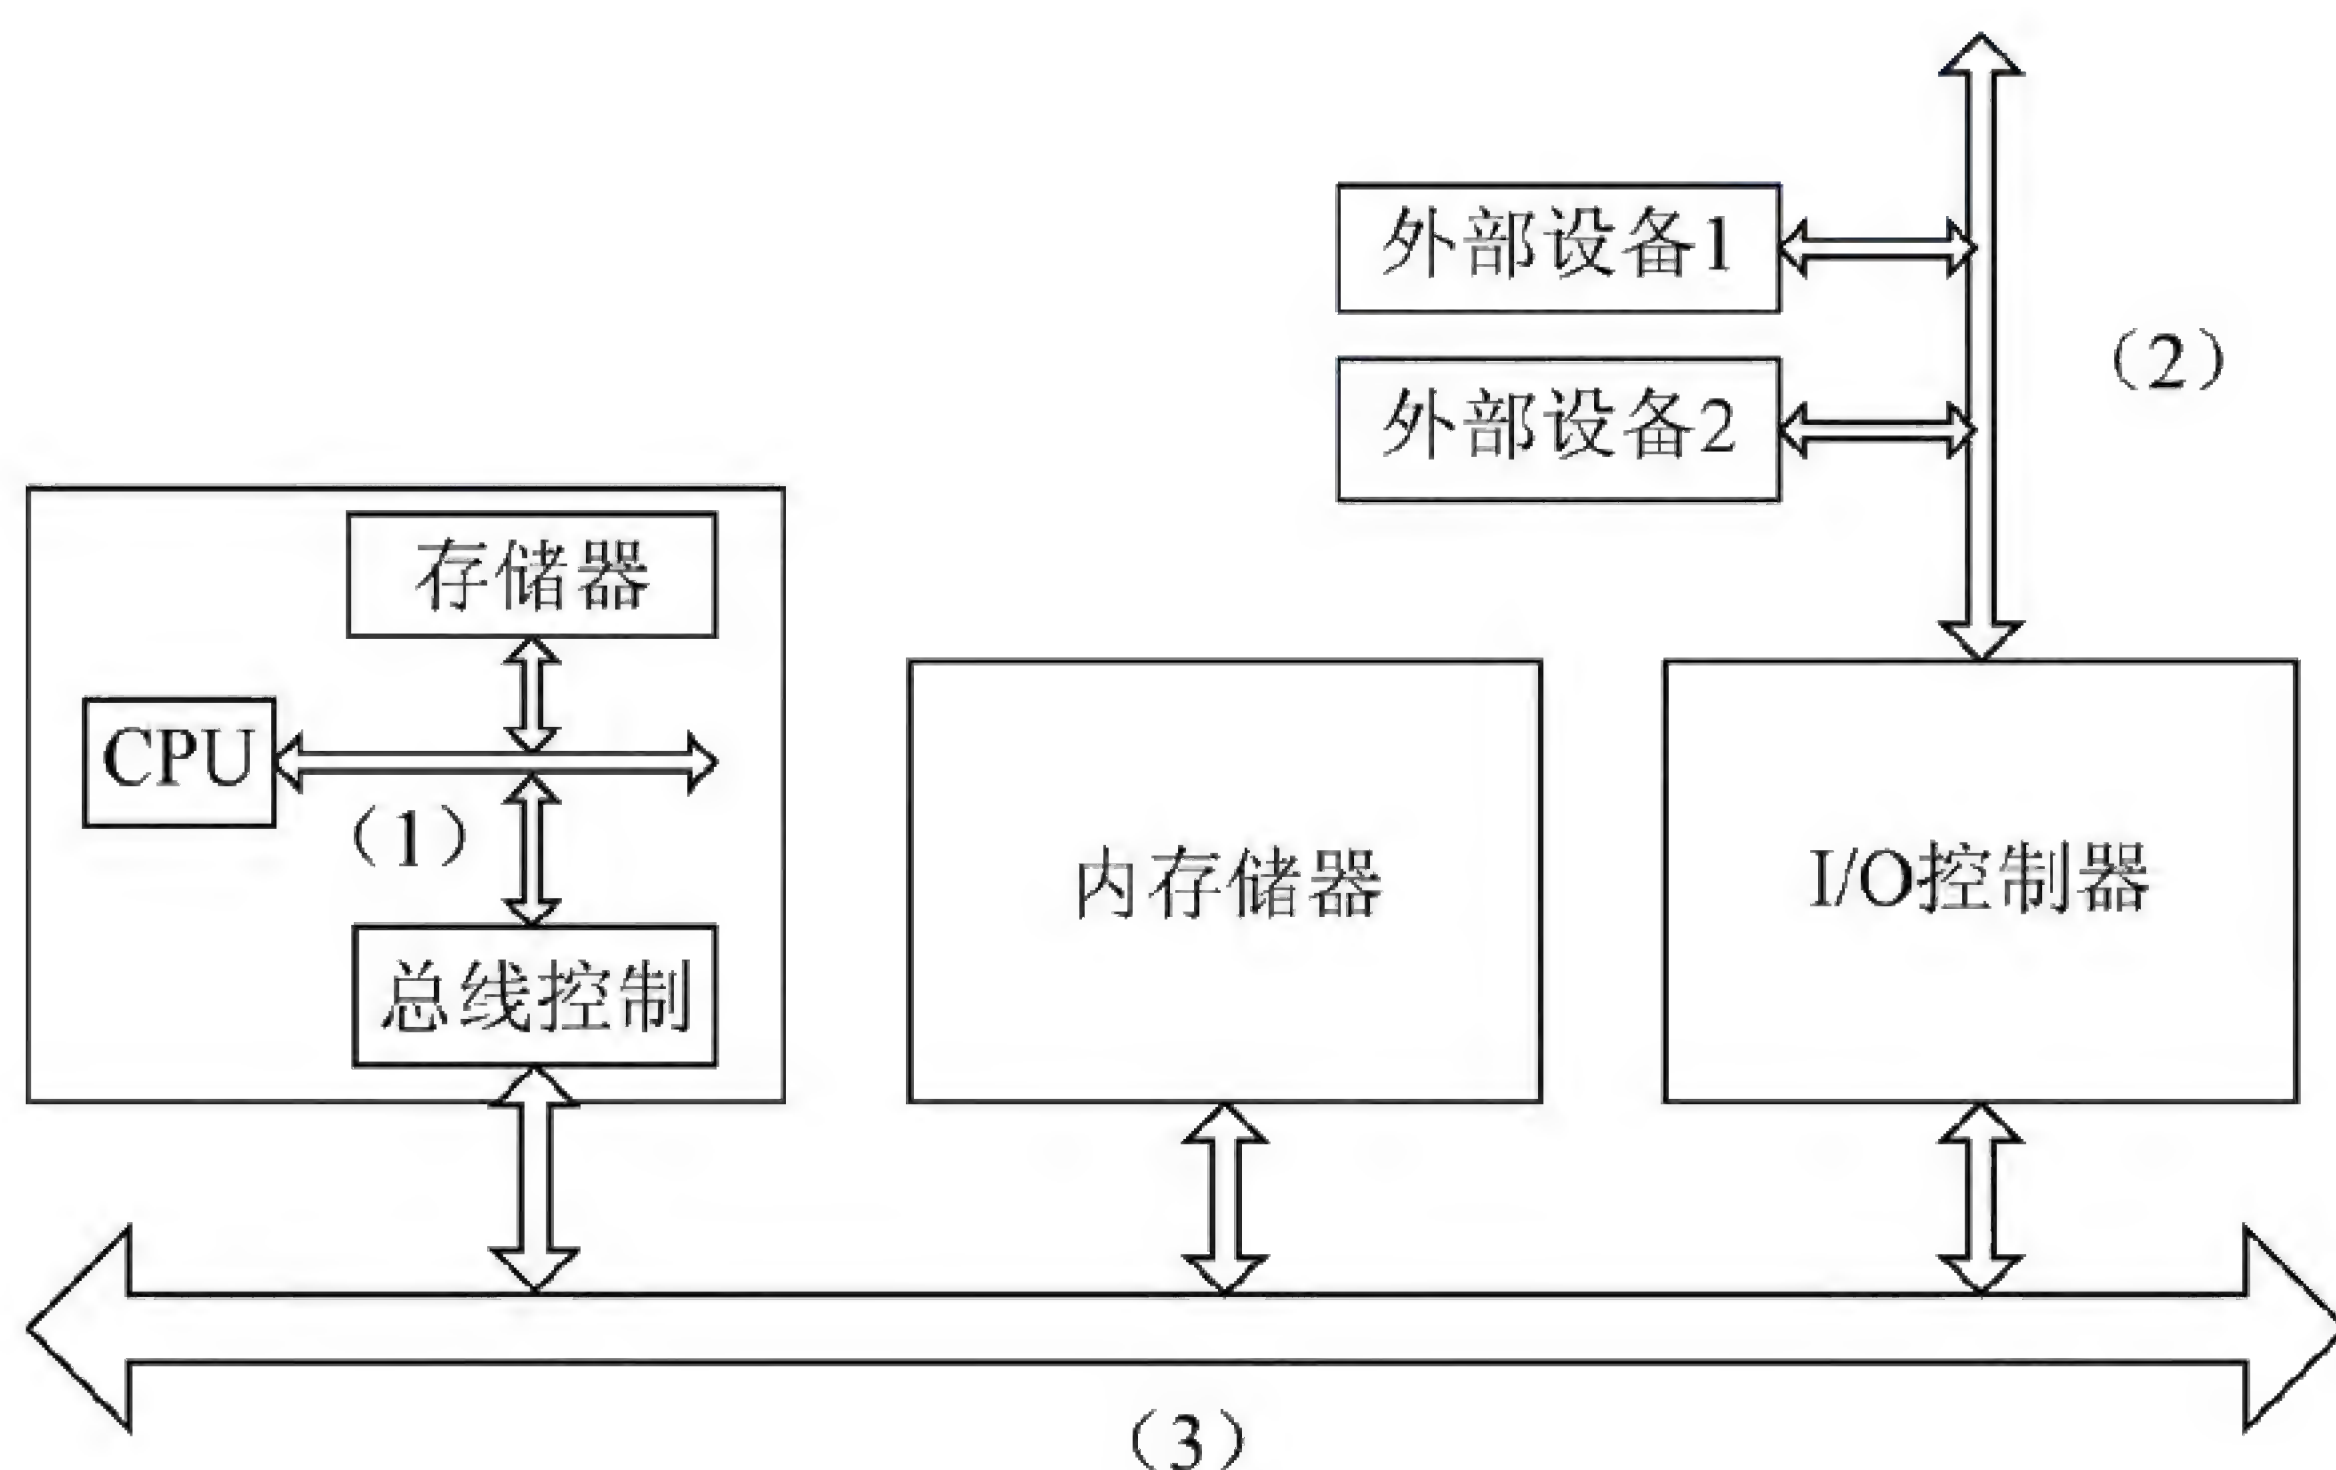 外部设备1
（2）
外部设备2
存储器
CPU
（1）
内存储器
I/O控制器
总线控制
（3）